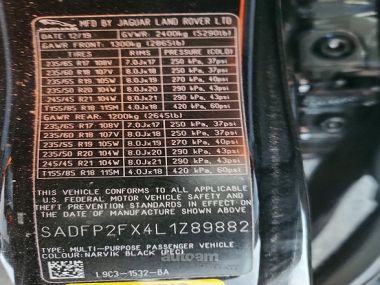 MFD BY JAGUAR LAND ROVER LTD
DATE: 12/19 GVWR: 2400kg (5290lb)
GAWR FRONT: 1300kg (2865lb)
TIRES RIMS PRESSURE (COLD)
235/65 R17 108V 7.0Jx17 250 kPa, 37psi
235/60 R18 107V 8.0Jx18 250 kPa, 37psi
235/55 R19 105V 8.0Jx19 270 kPa, 40psi
235/50 R20 104W 8.0Jx20 290 kPa, 43psi
245/45 R21 104W 8.0Jx21 290 kPa, 43psi
T155/85 R18 115M 4.0Jx18 420 kPa, 60psi
GAWR REAR: 1200kg (2645lb)
235/65 R17 108V 7.0Jx17 250 kPa, 37psi
235/60 R18 107V 8.0Jx18 250 kPa, 37psi
235/55 R19 105V 8.0Jx19 270 kPa, 40psi
235/50 R20 104W 8.0Jx20 290 kPa, 43psi
245/45 R21 104W 8.0Jx21 290 kPa, 43psi
T155/85 R18 115M 4.0Jx18 420 kPa, 60psi
THIS VEHICLE CONFORMS TO ALL APPLICABLE
U.S. FEDERAL MOTOR VEHICLE SAFETY AND
THEFT PREVENTION STANDARDS IN EFFECT ON
THE DATE OF MANUFACTURE SHOWN ABOVE.
SADFP2FX4L1Z89882
TYPE: MULTI-PURPOSE PASSENGER VEHICLE
COLOUR: NARVIK BLACK (PEC)
autoam
L9C3-1532-BA